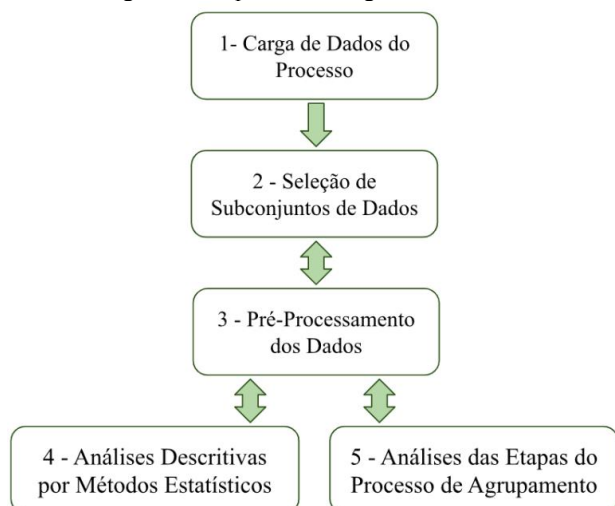 1- Carga de Dados do
Processo
2 - Seleção de
Subconjuntos de Dados
3 - Pré-Processamento
dos Dados
4 - Análises Descritivas
por Métodos Estatísticos
5 - Análises das Etapas do
Processo de Agrupamento